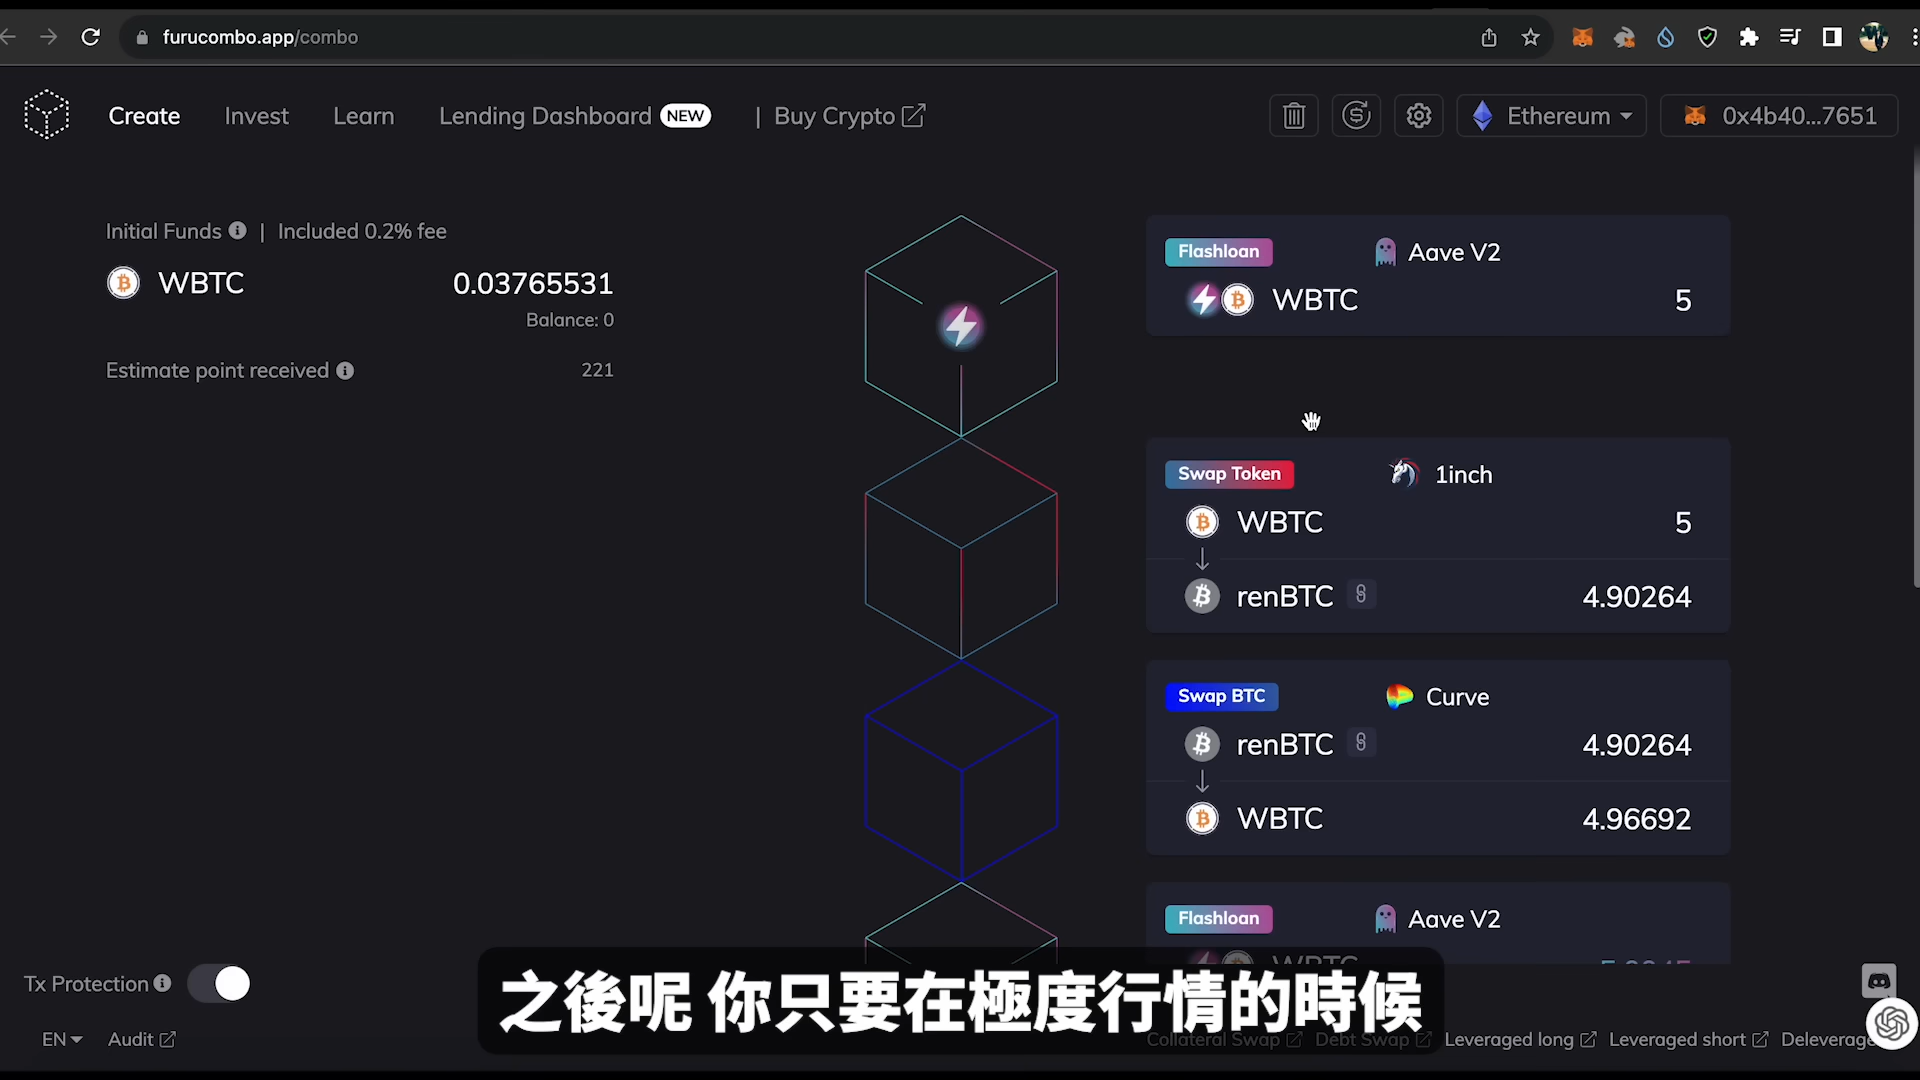 furucombo.app/combo
Create Invest Learn Lending Dashboard NEW | Buy Crypto Ethereum 0x4b40...7651
Initial Funds | Included 0.2% fee
WBTC 0.03765531
Balance: 0
Estimate point received 221
Flashloan Aave V2
WBTC 5
Swap Token 1inch
WBTC 5
renBTC 4.90264
Swap BTC Curve
renBTC 4.90264
WBTC 4.96692
Flashloan Aave V2
WBTC
Tx Protection
之後呢 你只要在極度行情的時候
EN Audit
Collateral Swap Debt Swap Leveraged long Leveraged short Deleverage